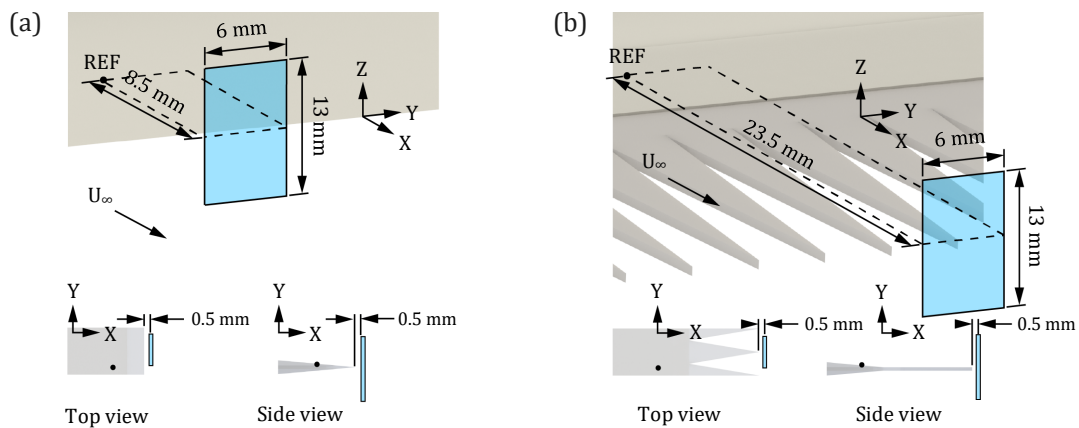 (a)
6 mm
REF
8.5 mm
13 mm
Z
Y
X
U∞
Y
X
0.5 mm
Y
X
0.5 mm
Top view
Side view
(b)
REF
Z
Y
X
6 mm
23.5 mm
U∞
13 mm
Y
X
0.5 mm
Y
X
0.5 mm
Top view
Side view